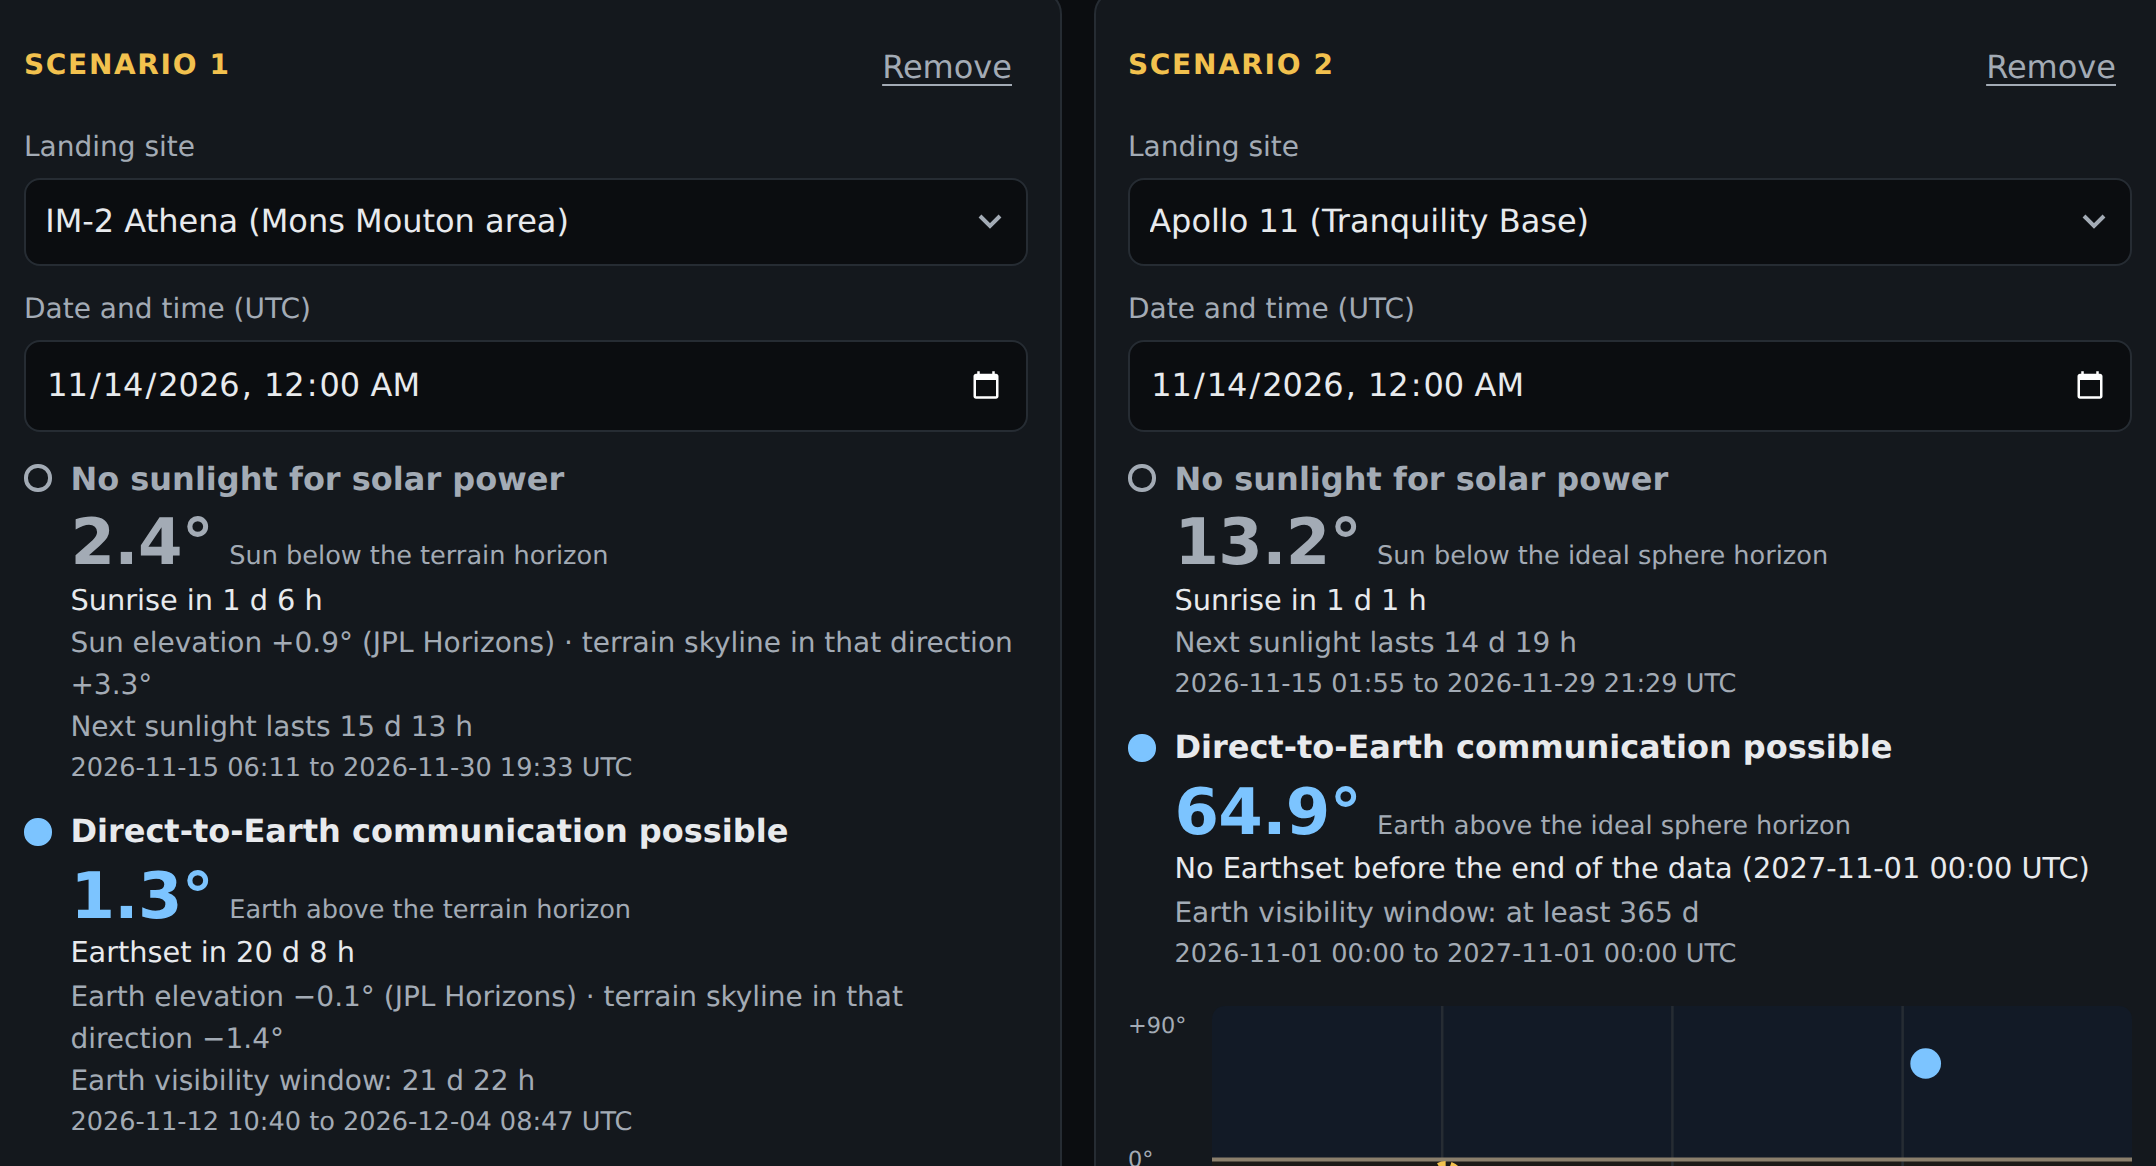 SCENARIO 1
Remove
Landing site
IM-2 Athena (Mons Mouton area)
Date and time (UTC)
11/14/2026, 12:00 AM
No sunlight for solar power
2.4° Sun below the terrain horizon
Sunrise in 1 d 6 h
Sun elevation +0.9° (JPL Horizons) · terrain skyline in that direction
+3.3°
Next sunlight lasts 15 d 13 h
2026-11-15 06:11 to 2026-11-30 19:33 UTC
Direct-to-Earth communication possible
1.3° Earth above the terrain horizon
Earthset in 20 d 8 h
Earth elevation −0.1° (JPL Horizons) · terrain skyline in that
direction −1.4°
Earth visibility window: 21 d 22 h
2026-11-12 10:40 to 2026-12-04 08:47 UTC
SCENARIO 2
Remove
Landing site
Apollo 11 (Tranquility Base)
Date and time (UTC)
11/14/2026, 12:00 AM
No sunlight for solar power
13.2° Sun below the ideal sphere horizon
Sunrise in 1 d 1 h
Next sunlight lasts 14 d 19 h
2026-11-15 01:55 to 2026-11-29 21:29 UTC
Direct-to-Earth communication possible
64.9° Earth above the ideal sphere horizon
No Earthset before the end of the data (2027-11-01 00:00 UTC)
Earth visibility window: at least 365 d
2026-11-01 00:00 to 2027-11-01 00:00 UTC
+90°
0°